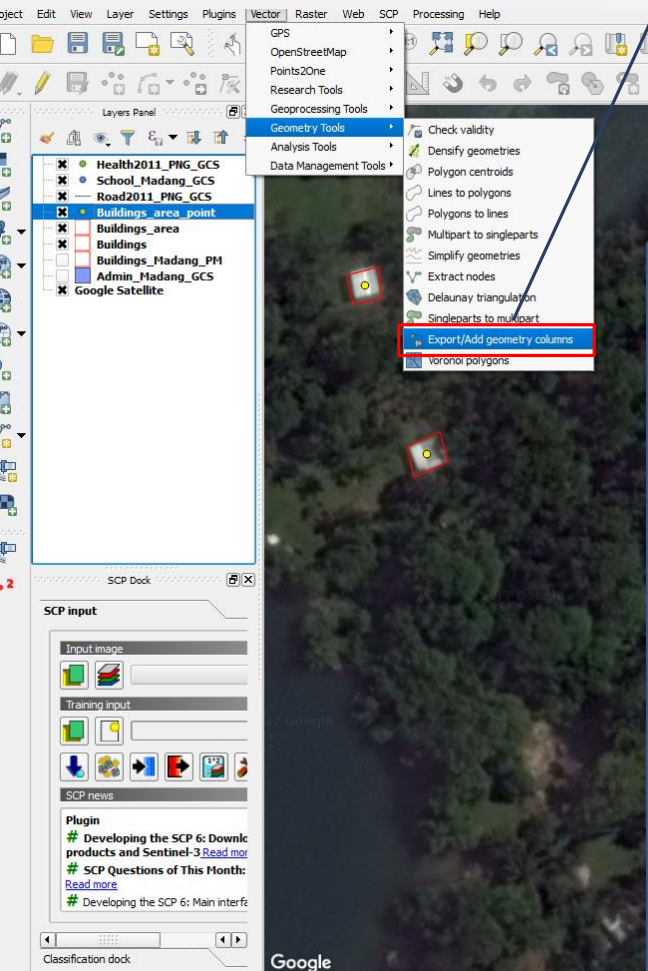 oject Edit View Layer Settings Plugins Vector Raster Web SCP Processing Help
GPS
OpenStreetMap
Points2One
Research Tools
Geoprocessing Tools
Geometry Tools
Analysis Tools
Data Management Tools
Check validity
Densify geometries
Polygon centroids
Lines to polygons
Polygons to lines
Multipart to singleparts
Simplify geometries
Extract nodes
Delaunay triangulation
Singleparts to multipart
Export/Add geometry columns
Voronoi polygons
Layers Panel
Health2011_PNG_GCS
School_Madang_GCS
Road2011_PNG_GCS
Buildings_area_point
Buildings_area
Buildings
Buildings_Madang_PM
Admin_Madang_GCS
Google Satellite
2
SCP Dock
SCP input
Input image
Training input
SCP news
Plugin
# Developing the SCP 6: Downlo
products and Sentinel-3 Read mor
# SCP Questions of This Month:
Read more
# Developing the SCP 6: Main interfa
Classification dock
17 Google
Google